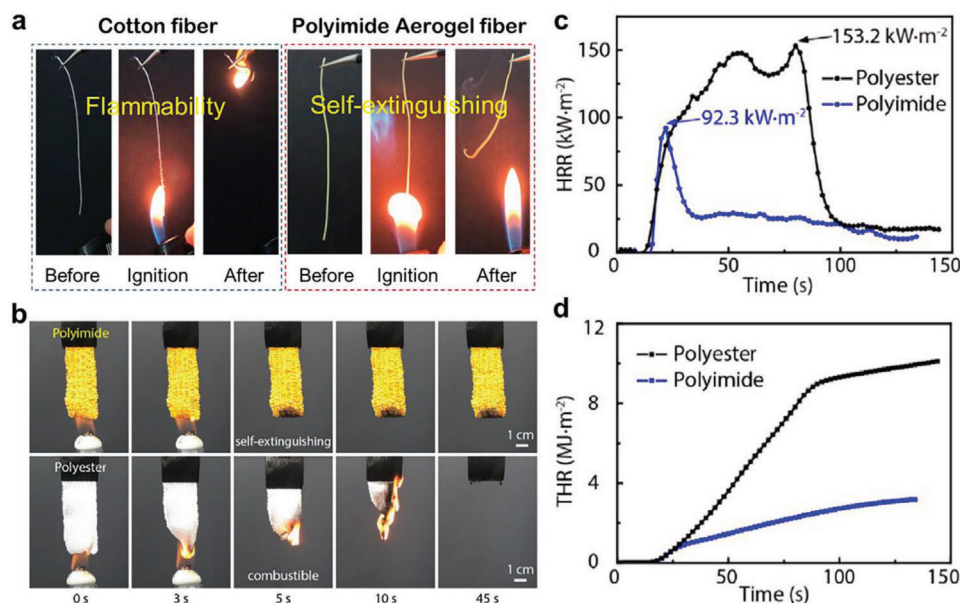 a
Cotton fiber
Polyimide Aerogel fiber
Flammability
Self-extinguishing
Before
Ignition
After
Before
Ignition
After
b
Polyimide
self-extinguishing
1 cm
Polyester
combustible
1 cm
0 s
3 s
5 s
10 s
45 s
c
HRR (kW·m⁻²)
150
100
50
0
153.2 kW·m⁻²
Polyester
Polyimide
92.3 kW·m⁻²
0
50
100
150
Time (s)
d
THR (MJ·m⁻²)
12
8
4
0
Polyester
Polyimide
0
50
100
150
Time (s)